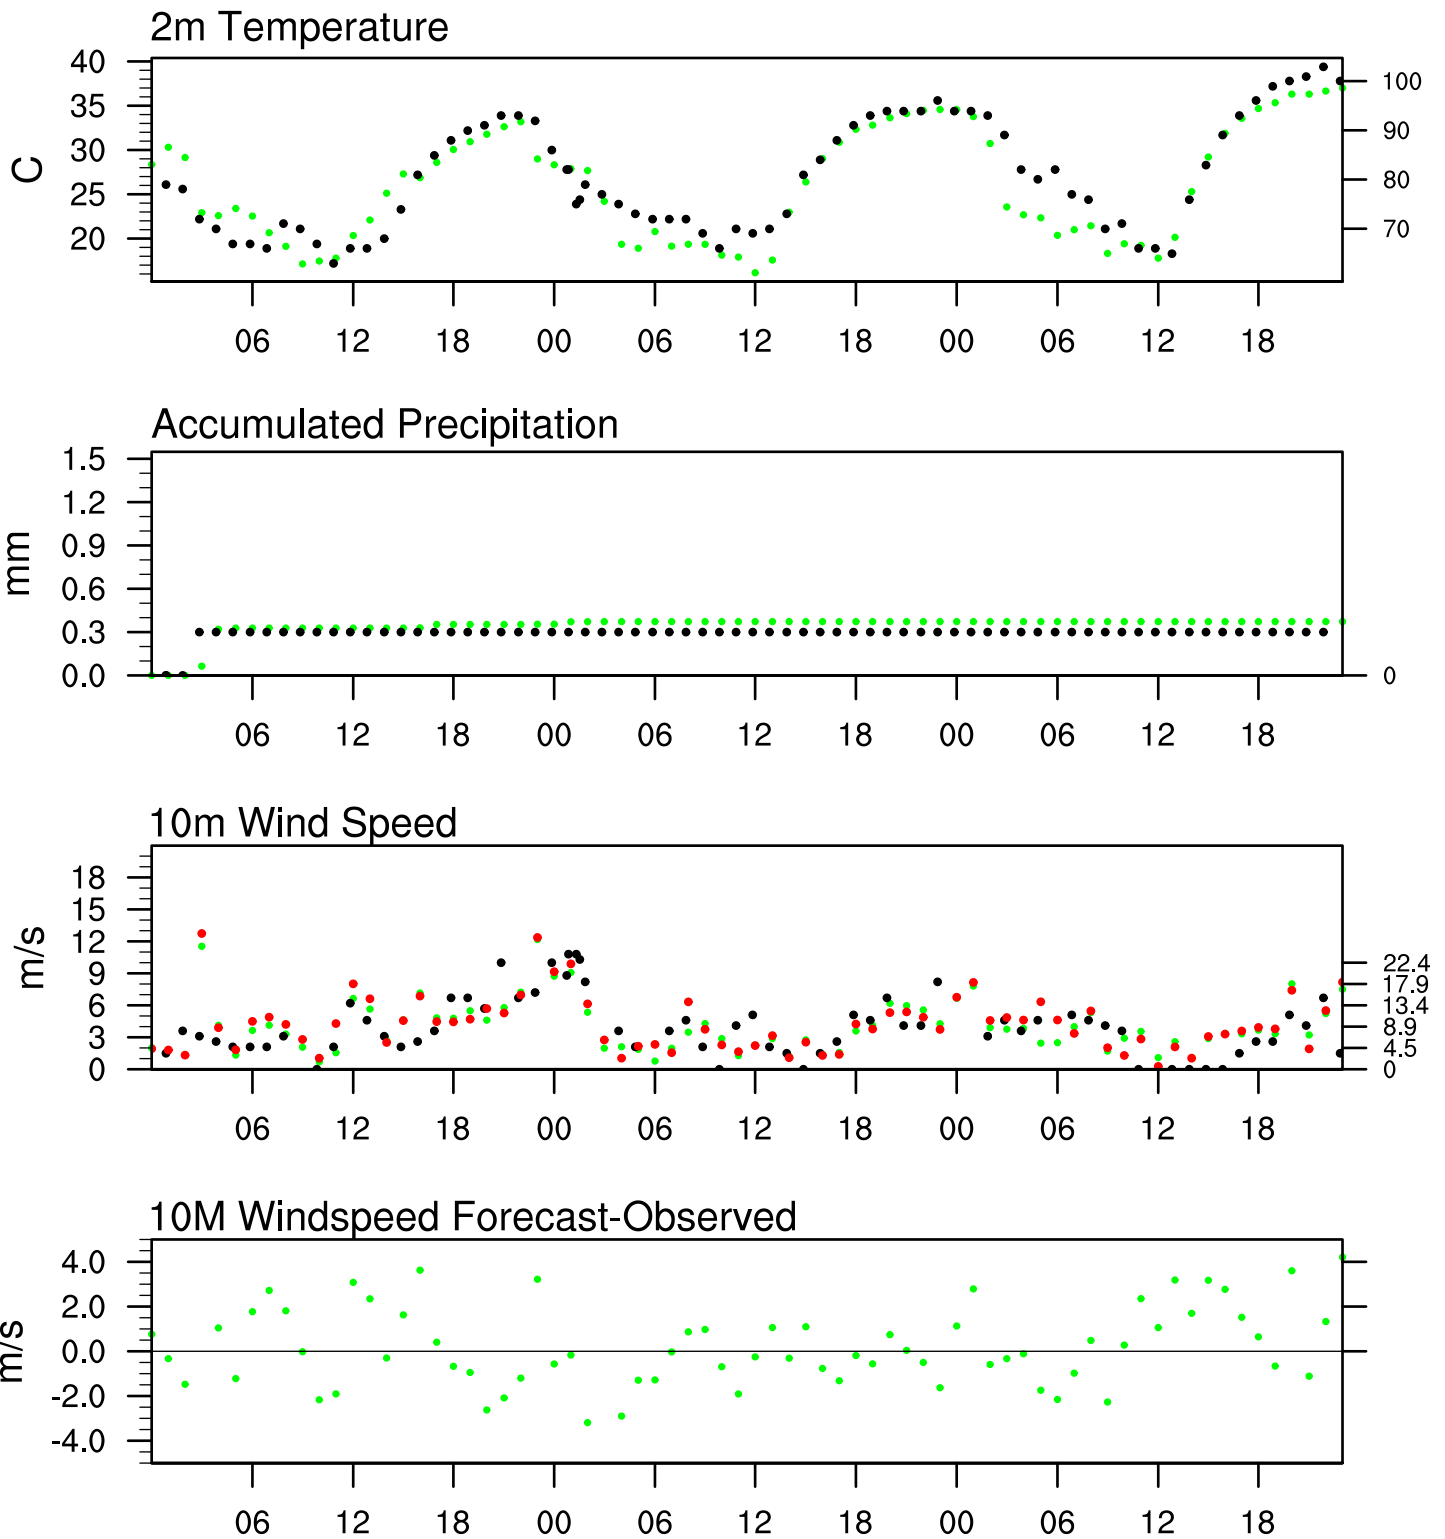 2m Temperature
40
35
30
25
20
C
100
90
80
70
06 12 18 00 06 12 18 00 06 12 18
Accumulated Precipitation
1.5
1.2
0.9
0.6
0.3
0.0
mm
0
06 12 18 00 06 12 18 00 06 12 18
10m Wind Speed
18
15
12
9
6
3
0
m/s
22.4
17.9
13.4
8.9
4.5
0
06 12 18 00 06 12 18 00 06 12 18
10M Windspeed Forecast-Observed
4.0
2.0
0.0
-2.0
-4.0
m/s
06 12 18 00 06 12 18 00 06 12 18